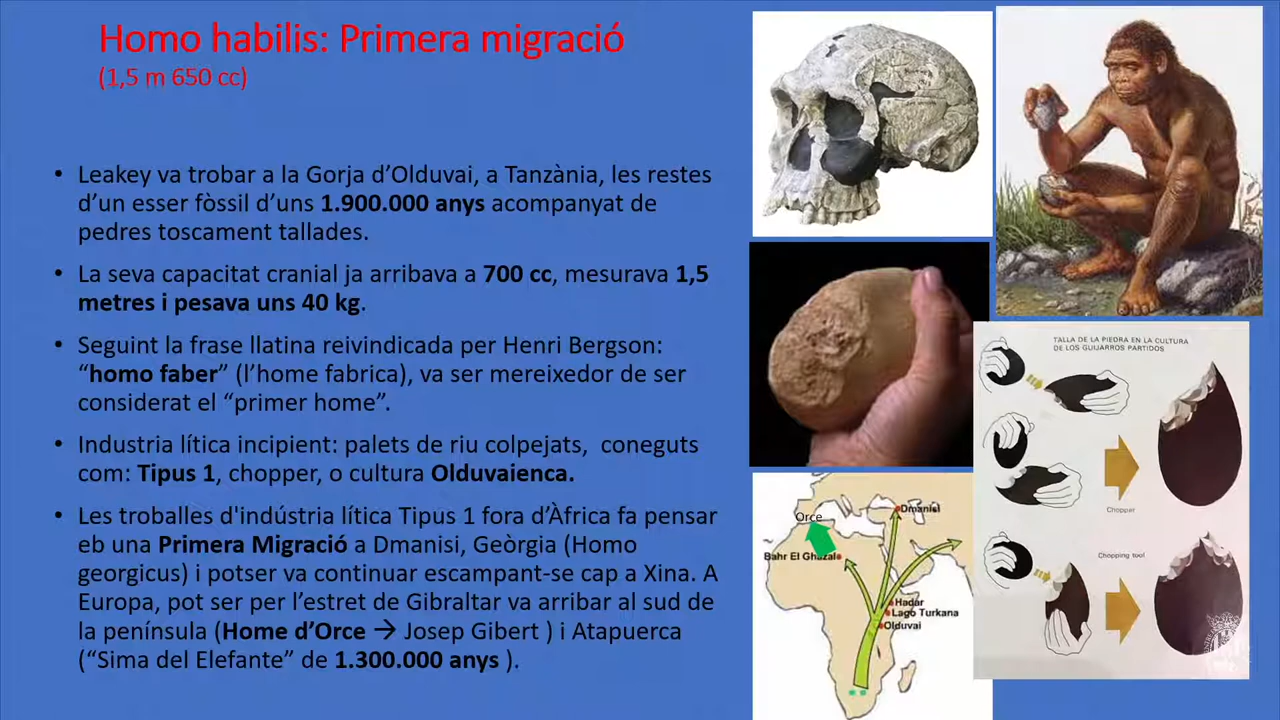 Homo habilis: Primera migració
(1,5 m 650 cc)
• Leakey va trobar a la Gorja d’Olduvai, a Tanzània, les restes
d’un esser fòssil d’uns 1.900.000 anys acompanyat de
pedres toscament tallades.
• La seva capacitat cranial ja arribava a 700 cc, mesurava 1,5
metres i pesava uns 40 kg.
• Seguint la frase llatina reivindicada per Henri Bergson:
“homo faber” (l’home fabrica), va ser mereixedor de ser
considerat el “primer home”.
• Industria lítica incipient: palets de riu colpejats, coneguts
com: Tipus 1, chopper, o cultura Olduvaienca.
• Les troballes d'indústria lítica Tipus 1 fora d’Àfrica fa pensar
eb una Primera Migració a Dmanisi, Geòrgia (Homo
georgicus) i potser va continuar escampant-se cap a Xina. A
Europa, pot ser per l’estret de Gibraltar va arribar al sud de
la península (Home d’Orce → Josep Gibert ) i Atapuerca
(“Sima del Elefante” de 1.300.000 anys ).
TALLA DE LA PIEDRA EN LA CULTURA
DE LOS GUIJARROS PARTIDOS
Chopper
Chopping tool
Orce
Dmanisi
Bahr El Ghazal
Hadar
Lago Turkana
Olduvai